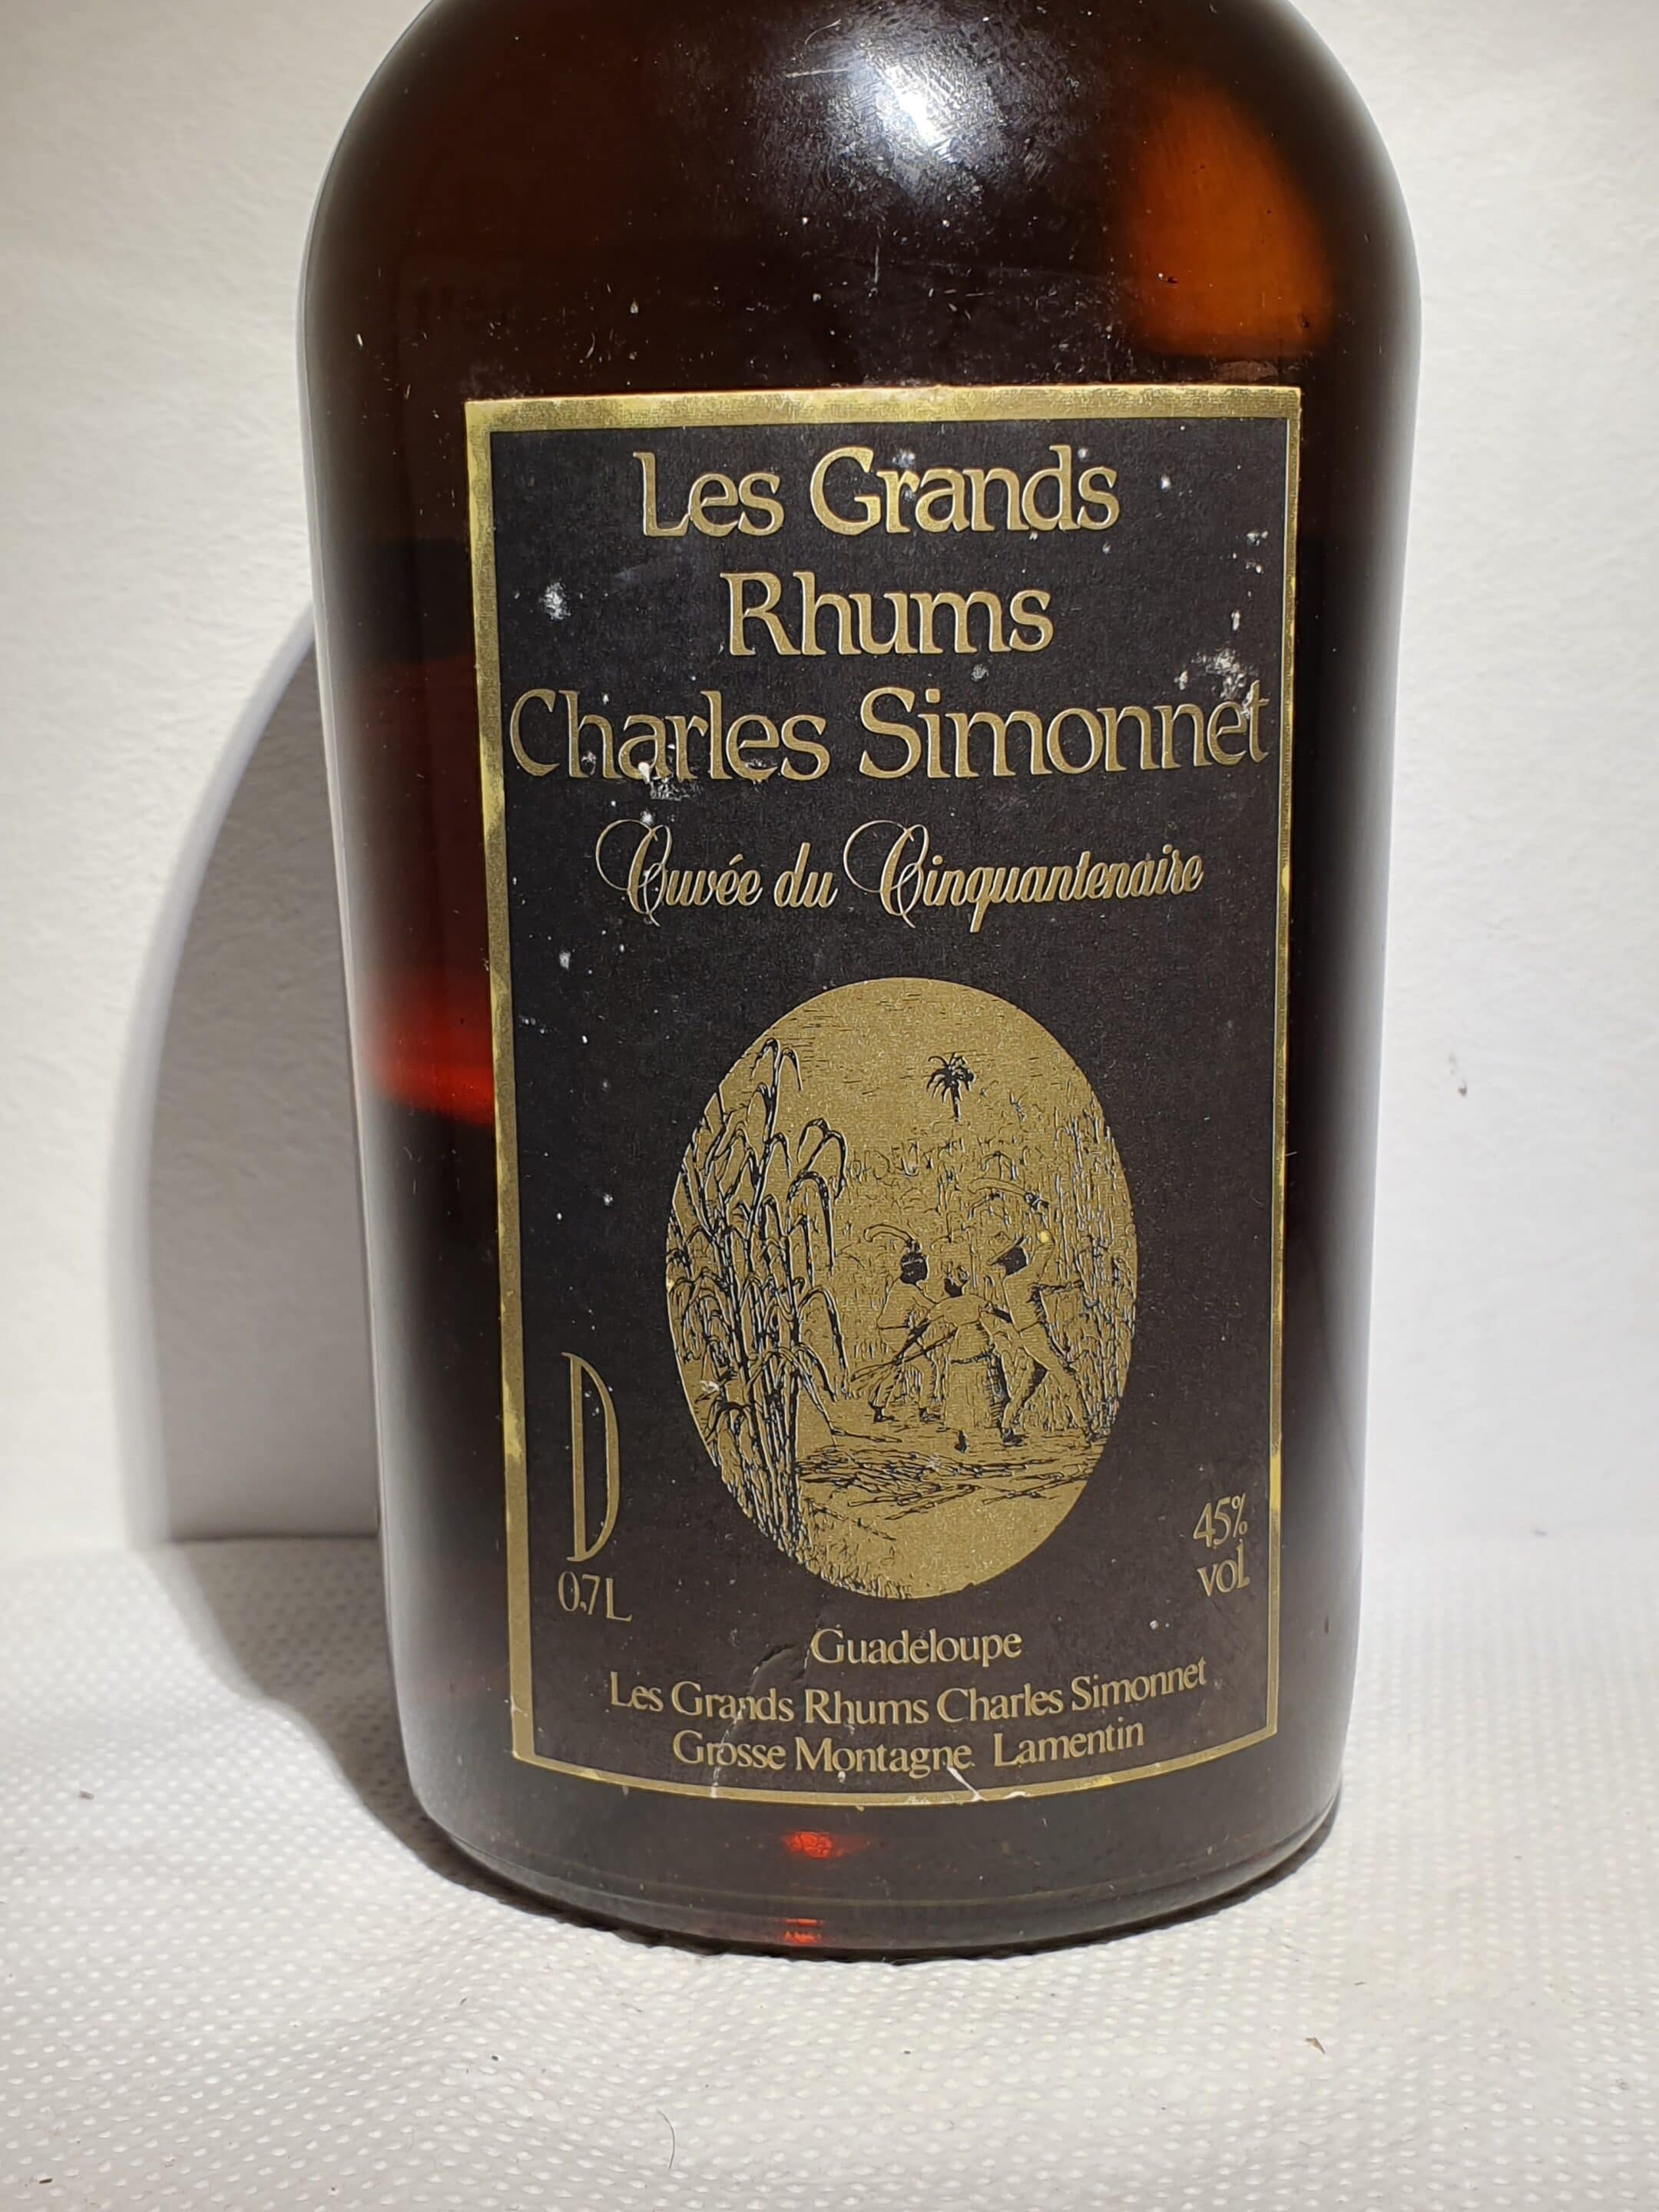 Les Grands
Rhums
Charles Simonnet
Cuvée du Cinquantenaire
D
0,7L
45%
vol
Guadeloupe
Les Grands Rhums Charles Simonnet
Grosse Montagne Lamentin